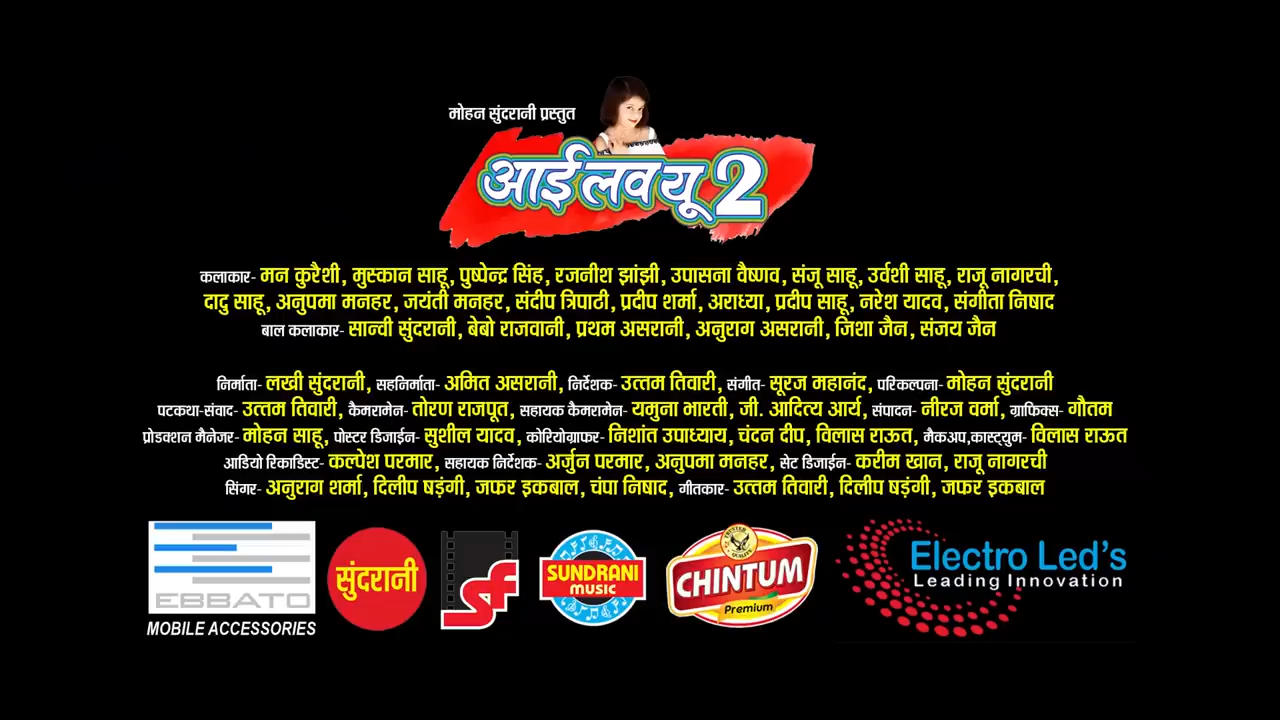 मोहन सुंदरानी प्रस्तुत
आई लव यू 2
कलाकार- मन कुरैशी, मुस्कान साहू, पुष्पेन्द्र सिंह, रजनीश झांझी, उपासना वैष्णव, संजू साहू, उर्वशी साहू, राजू नागरची,
दादु साहू, अनुपमा मनहर, जयंती मनहर, संदीप त्रिपाठी, प्रदीप शर्मा, अराध्या, प्रदीप साहू, नरेश यादव, संगीता निषाद
बाल कलाकार- सान्वी सुंदरानी, बेबो राजवानी, प्रथम असरानी, अनुराग असरानी, जिशा जैन, संजय जैन
निर्माता- लखी सुंदरानी, सहनिर्माता- अमित असरानी, निर्देशक- उत्तम तिवारी, संगीत- सूरज महानंद, परिकल्पना- मोहन सुंदरानी
पटकथा-संवाद- उत्तम तिवारी, कैमरामेन- तोरण राजपूत, सहायक कैमरामेन- यमुना भारती, जी. आदित्य आर्य, संपादन- नीरज वर्मा, ग्राफिक्स- गौतम
प्रोडक्शन मैनेजर- मोहन साहू, पोस्टर डिजाईन- सुशील यादव, कोरियोग्राफर- निशांत उपाध्याय, चंदन दीप, विलास राऊत, मैकअप,कास्ट्युम- विलास राऊत
आडियो रिकाडिस्ट- कल्पेश परमार, सहायक निर्देशक- अर्जुन परमार, अनुपमा मनहर, सेट डिजाईन- करीम खान, राजू नागरची
सिंगर- अनुराग शर्मा, दिलीप षड़ंगी, जफर इकबाल, चंपा निषाद, गीतकार- उत्तम तिवारी, दिलीप षड़ंगी, जफर इकबाल
EBBATO
MOBILE ACCESSORIES
सुंदरानी
SF
SUNDRANI
MUSIC
TRUSTED
QUALITY
CHINTUM
Premium
Electro Led's
Leading Innovation